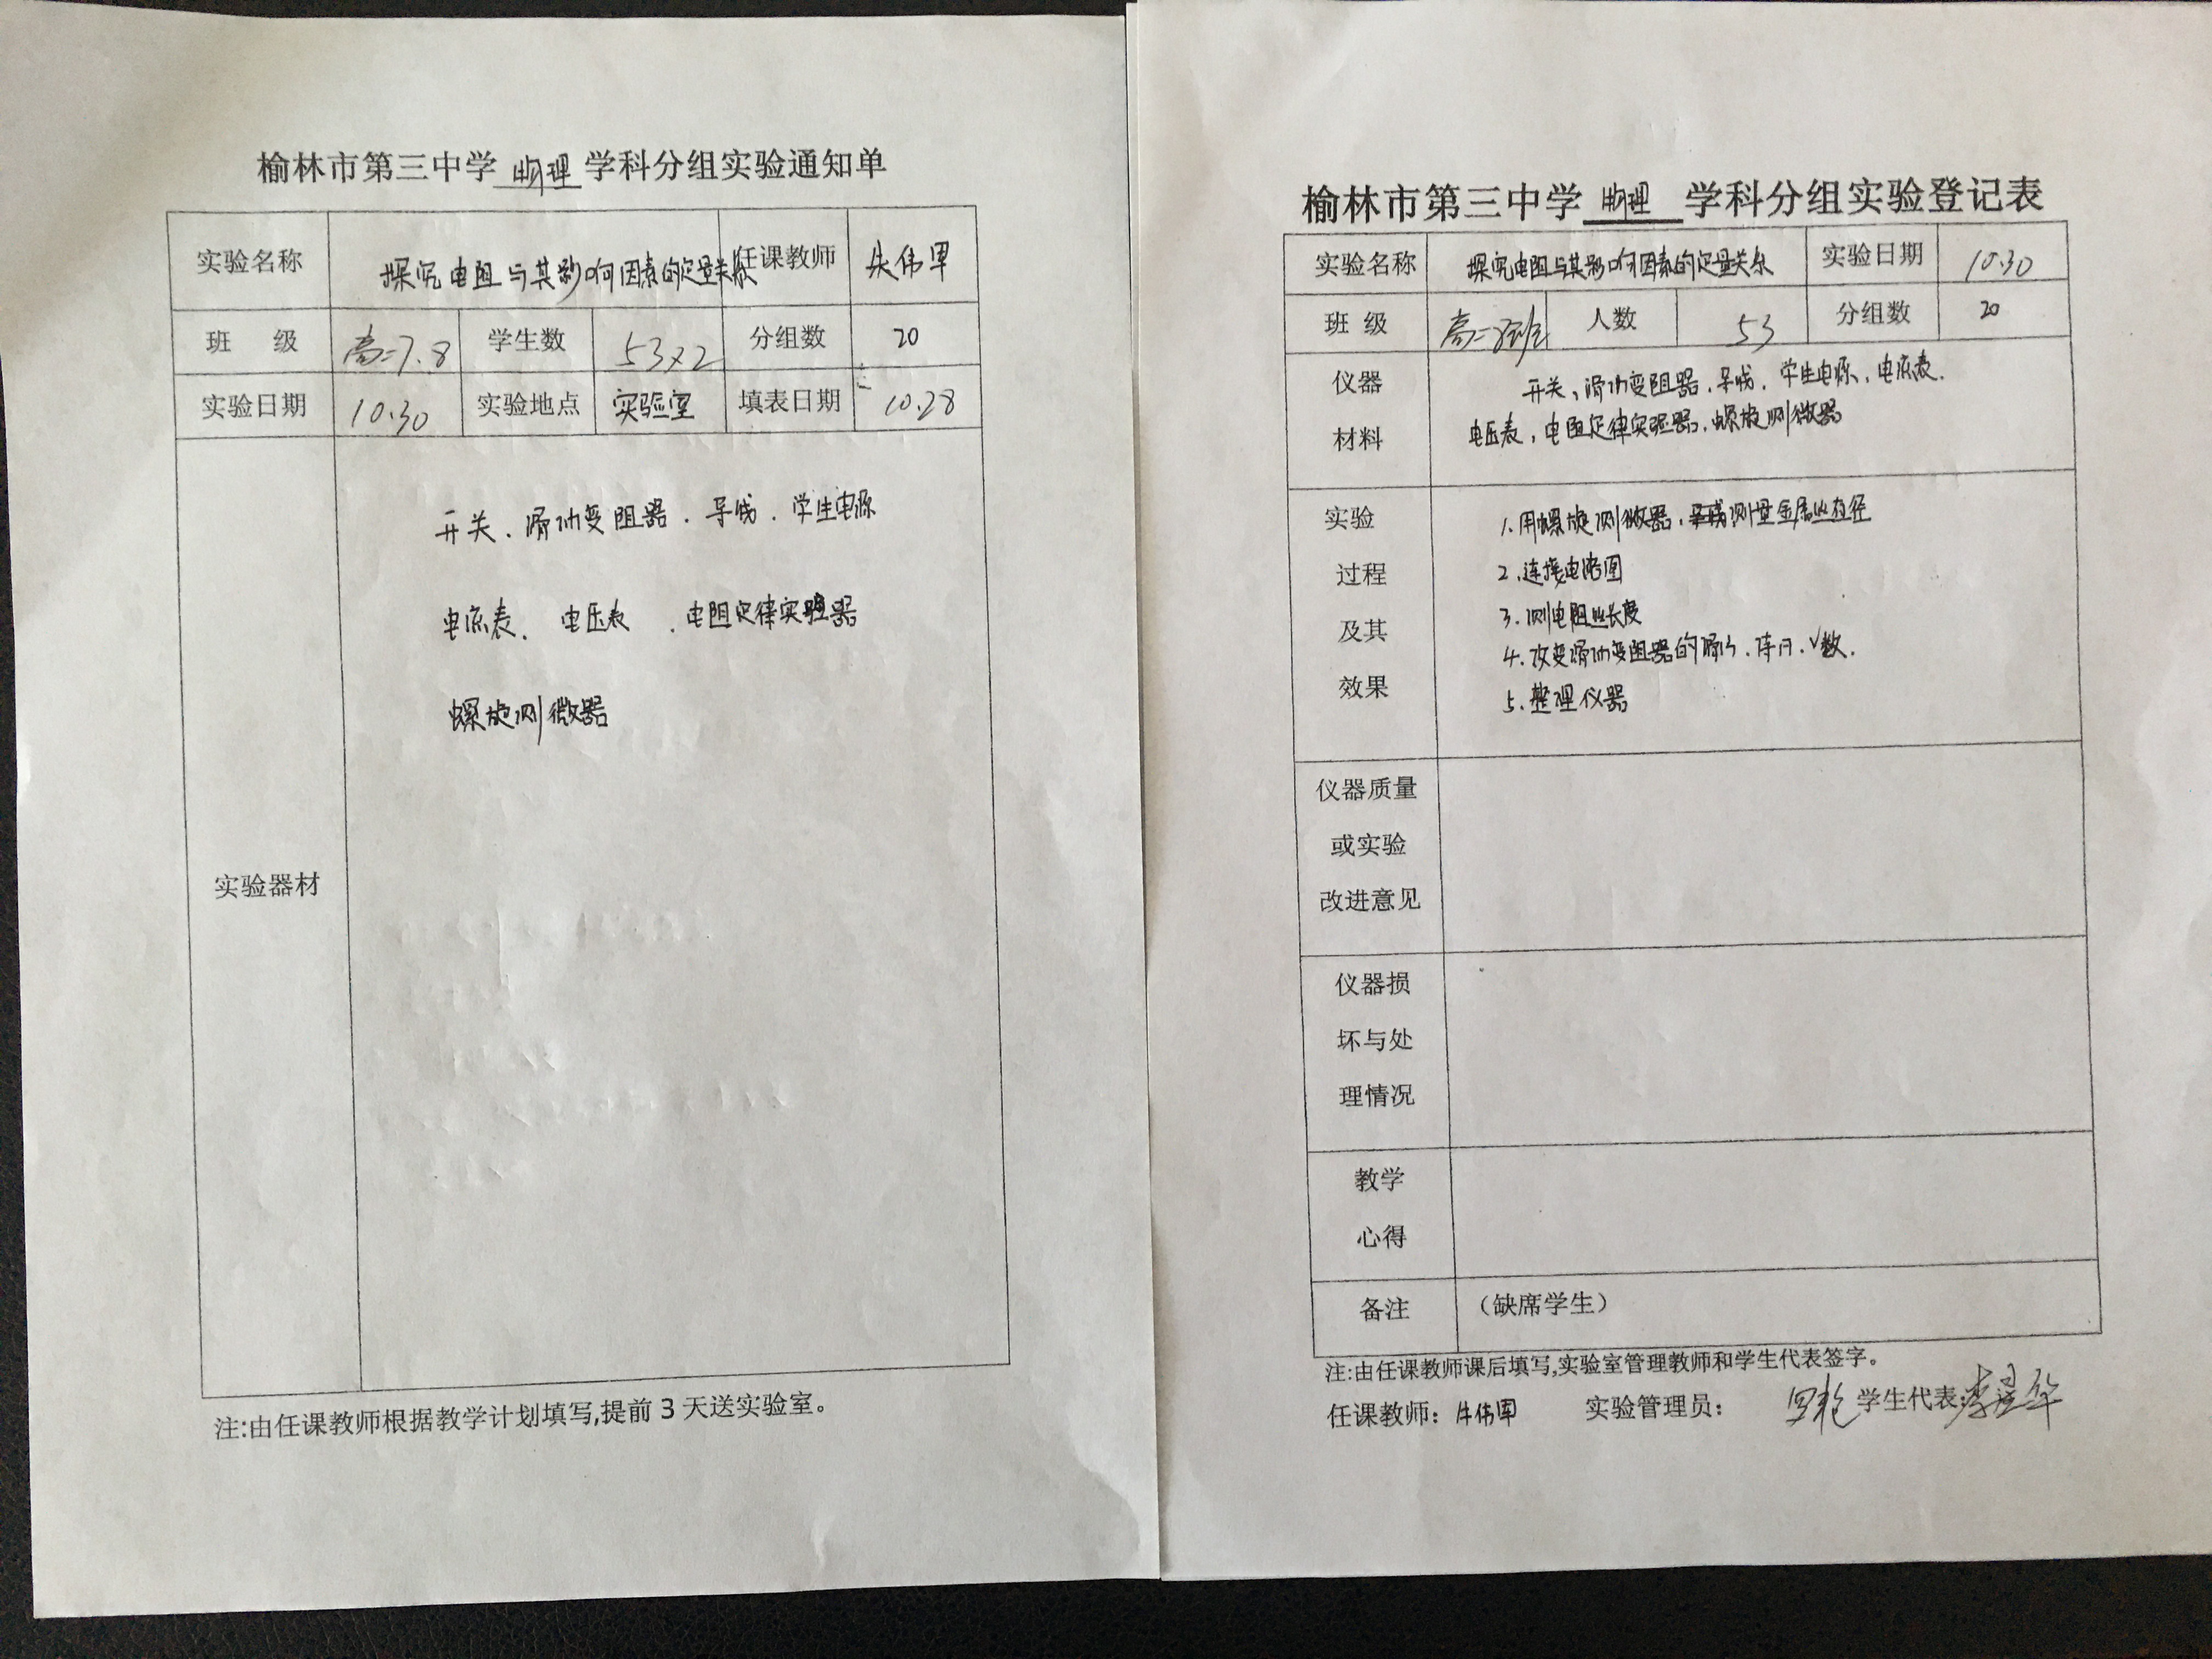 榆林市第三中学 物理 学科分组实验通知单
实验名称 探究电阻与其影响因素的定量关系 任课教师 朱伟军
班 级 高二7.8 学生数 53×2 分组数 20
实验日期 10.30 实验地点 实验室 填表日期 10.28
实验器材
开关、滑动变阻器、导线、学生电源
电流表、电压表、电阻定律实验器
螺旋测微器
注:由任课教师根据教学计划填写,提前3天送实验室。
榆林市第三中学 物理 学科分组实验登记表
实验名称 探究电阻与其影响因素的定量关系 实验日期 10.30
班 级 高二 班 人数 53 分组数 20
仪器
材料
开关、滑动变阻器、导线、学生电源、电流表、
电压表、电阻定律实验器、螺旋测微器
实验
过程
及其
效果
1.用螺旋测微器、测量金属丝直径
2.连接电路图
3.测电阻丝长度
4.改变滑动变阻器的滑片、 V数.
5.整理仪器
仪器质量
或实验
改进意见
仪器损
坏与处
理情况
教学
心得
备注 (缺席学生)
注:由任课教师课后填写,实验室管理教师和学生代表签字。
任课教师: 朱伟军 实验管理员: 学生代表: